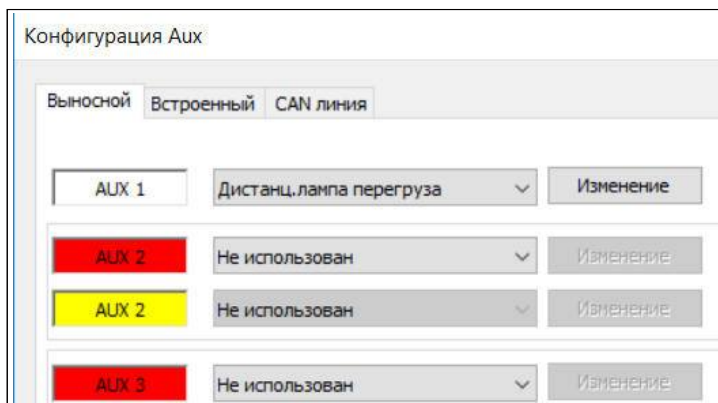 Конфигурация Aux
Выносной Встроенный CAN линия
AUX 1 Дистанц.лампа перегруза Изменение
AUX 2 Не использован Изменение
AUX 2 Не использован Изменение
AUX 3 Не использован Изменение